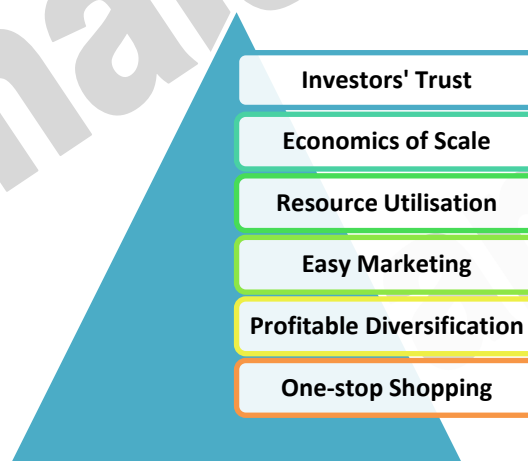 Investors' Trust
Economics of Scale
Resource Utilisation
Easy Marketing
Profitable Diversification
One-stop Shopping